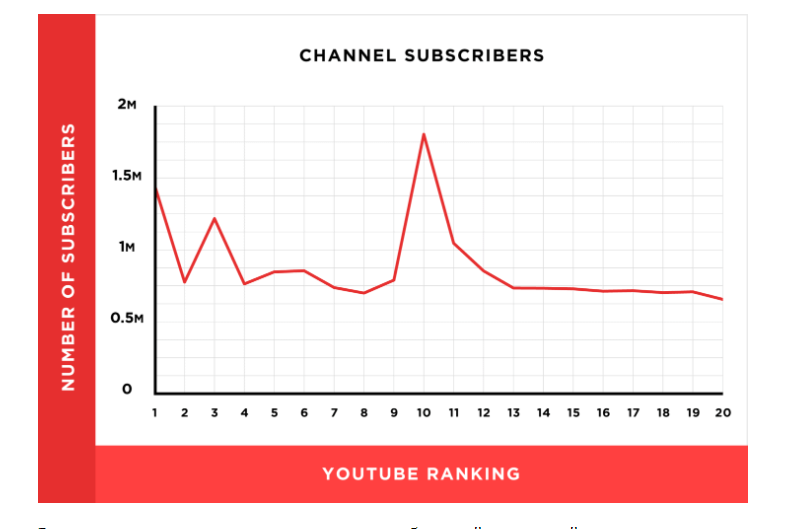 CHANNEL SUBSCRIBERS
NUMBER OF SUBSCRIBERS
2M
1.5M
1M
0.5M
0
1 2 3 4 5 6 7 8 9 10 11 12 13 14 15 16 17 18 19 20
YOUTUBE RANKING